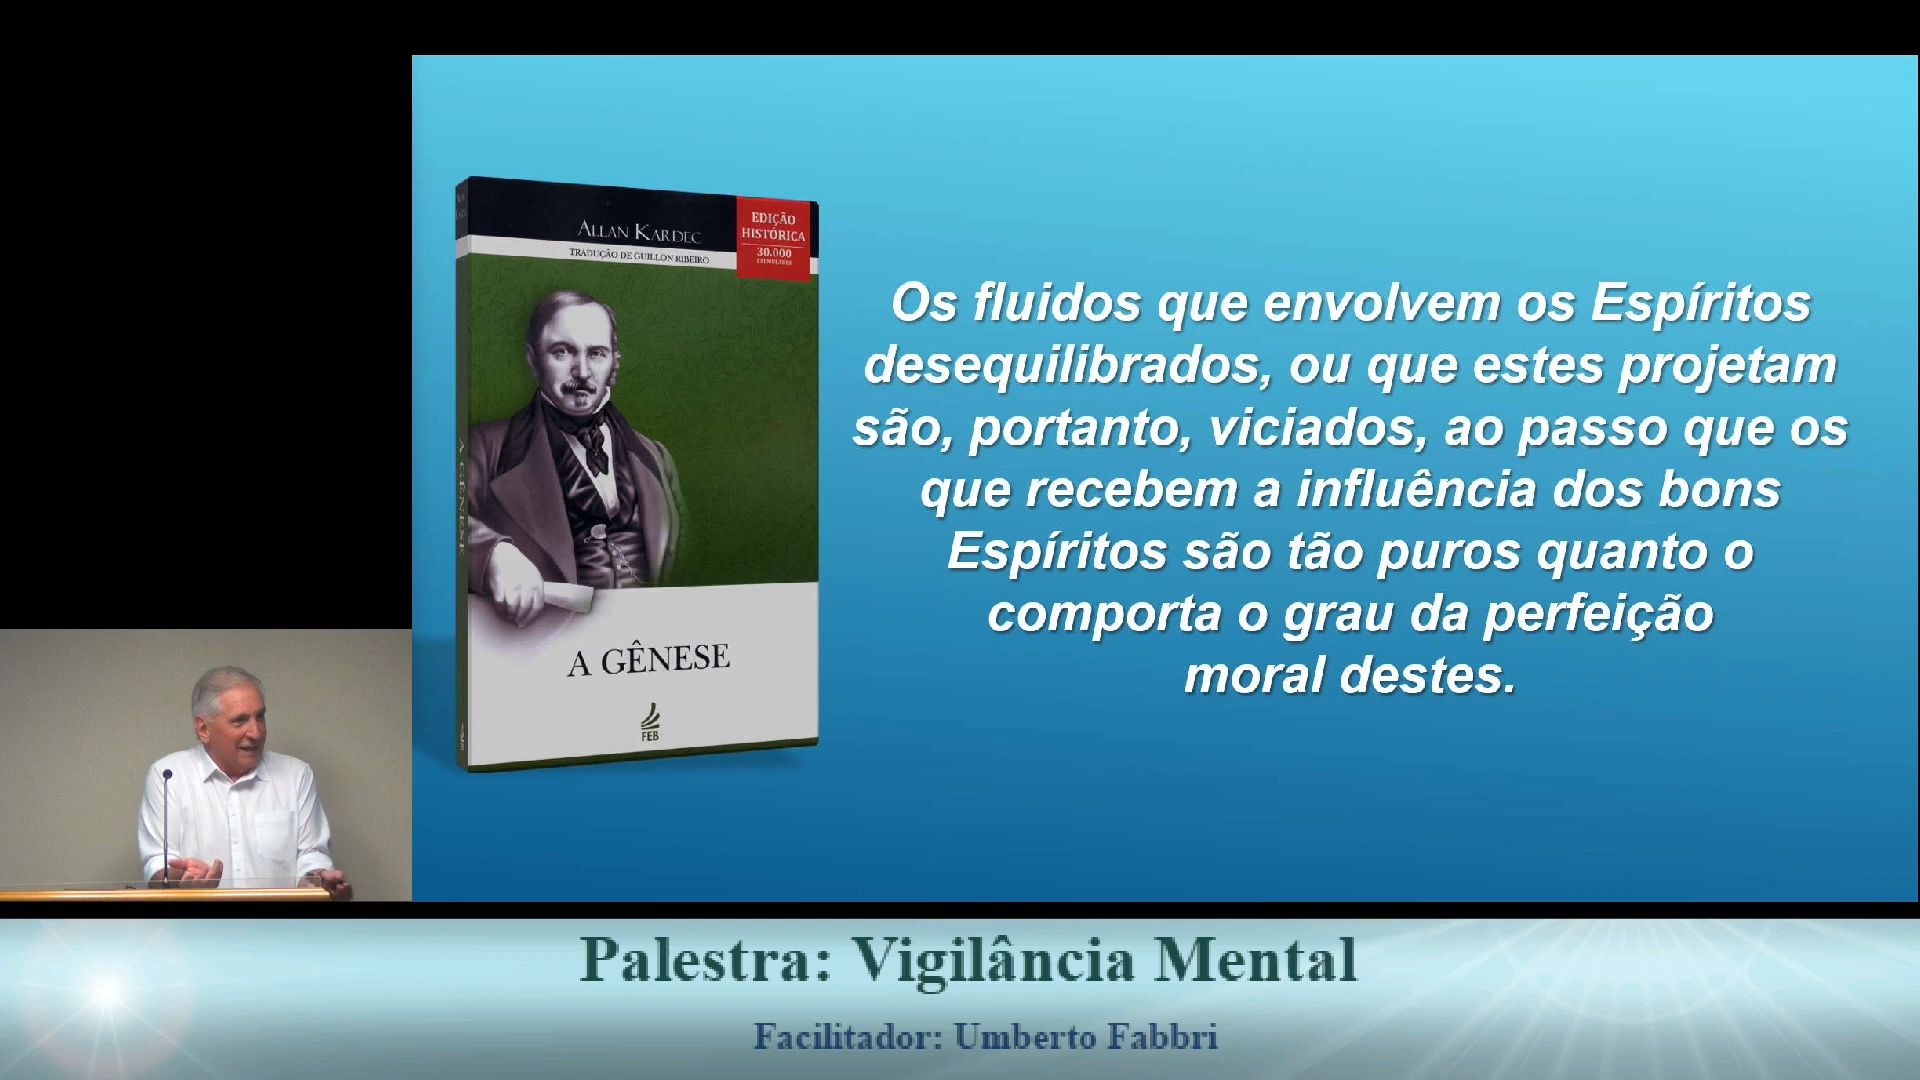 ALLAN KARDEC
TRADUÇÃO DE GUILLON RIBEIRO
EDIÇÃO
HISTÓRICA
30.000
EXEMPLARES
A GÊNESE
A GÊNESE
FEB
Os fluidos que envolvem os Espíritos
desequilibrados, ou que estes projetam
são, portanto, viciados, ao passo que os
que recebem a influência dos bons
Espíritos são tão puros quanto o
comporta o grau da perfeição
moral destes.
Palestra: Vigilância Mental
Facilitador: Umberto Fabbri